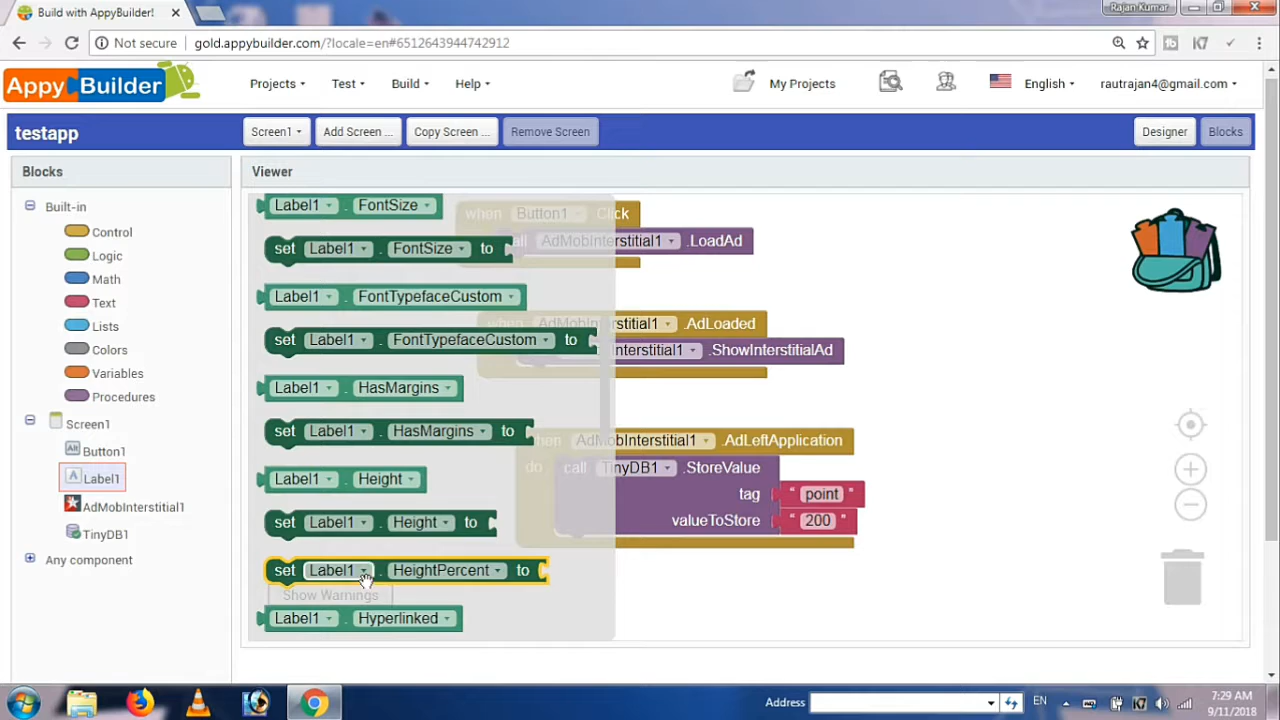 Build with AppyBuilder!
Rajan Kumar
Not secure
gold.appybuilder.com/?locale=en#6512643944742912
Appy Builder
Projects
Test
Build
Help
My Projects
English
rautrajan4@gmail.com
testapp
Screen1
Add Screen ...
Copy Screen ...
Remove Screen
Designer
Blocks
Blocks
Viewer
Built-in
Control
Logic
Math
Text
Lists
Colors
Variables
Procedures
Screen1
Button1
Label1
AdMobInterstitial1
TinyDB1
Any component
Label1 . FontSize
set Label1 . FontSize to
Label1 . FontTypefaceCustom
set Label1 . FontTypefaceCustom to
Label1 . HasMargins
set Label1 . HasMargins to
Label1 . Height
set Label1 . Height to
set Label1 . HeightPercent to
Show Warnings
Label1 . Hyperlinked
when Button1 .Click
AdMobInterstitial1 .LoadAd
AdMobInterstitial1 .AdLoaded
.ShowInterstitialAd
AdMobInterstitial1 .AdLeftApplication
do call TinyDB1 .StoreValue
tag " point "
valueToStore " 200 "
Address
EN
7:29 AM
9/11/2018